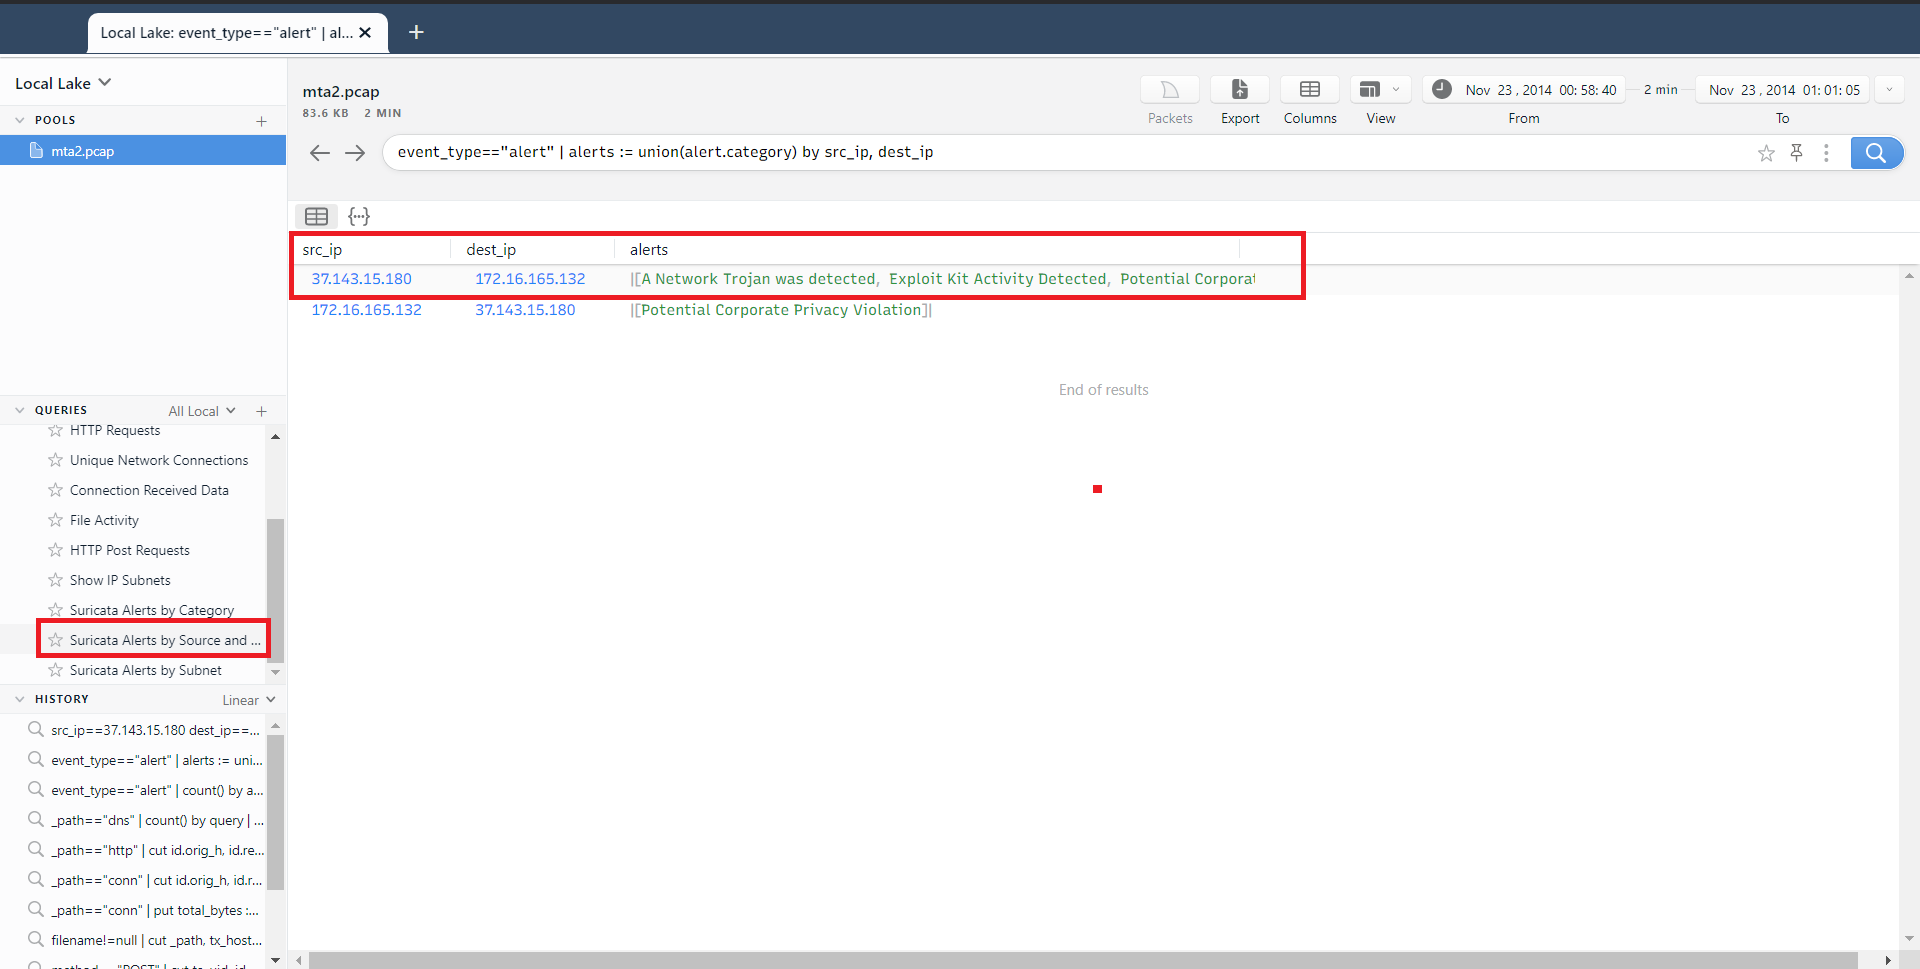 Local Lake: event_type=="alert" | al...
Local Lake
POOLS
mta2.pcap
QUERIES
All Local
HTTP Requests
Unique Network Connections
Connection Received Data
File Activity
HTTP Post Requests
Show IP Subnets
Suricata Alerts by Category
Suricata Alerts by Source and ...
Suricata Alerts by Subnet
HISTORY
Linear
src_ip==37.143.15.180 dest_ip==...
event_type=="alert" | alerts := uni...
event_type=="alert" | count() by a...
_path=="dns" | count() by query | ...
_path=="http" | cut id.orig_h, id.re...
_path=="conn" | cut id.orig_h, id.r...
_path=="conn" | put total_bytes :...
filename!=null | cut _path, tx_host...
mta2.pcap
83.6 KB 2 MIN
Packets
Export
Columns
View
Nov 23 , 2014 00: 58: 40
From
2 min
Nov 23 , 2014 01: 01: 05
To
event_type=="alert" | alerts := union(alert.category) by src_ip, dest_ip
{...}
src_ip dest_ip alerts
37.143.15.180 172.16.165.132 |[A Network Trojan was detected, Exploit Kit Activity Detected, Potential Corporat
172.16.165.132 37.143.15.180 |[Potential Corporate Privacy Violation]|
End of results